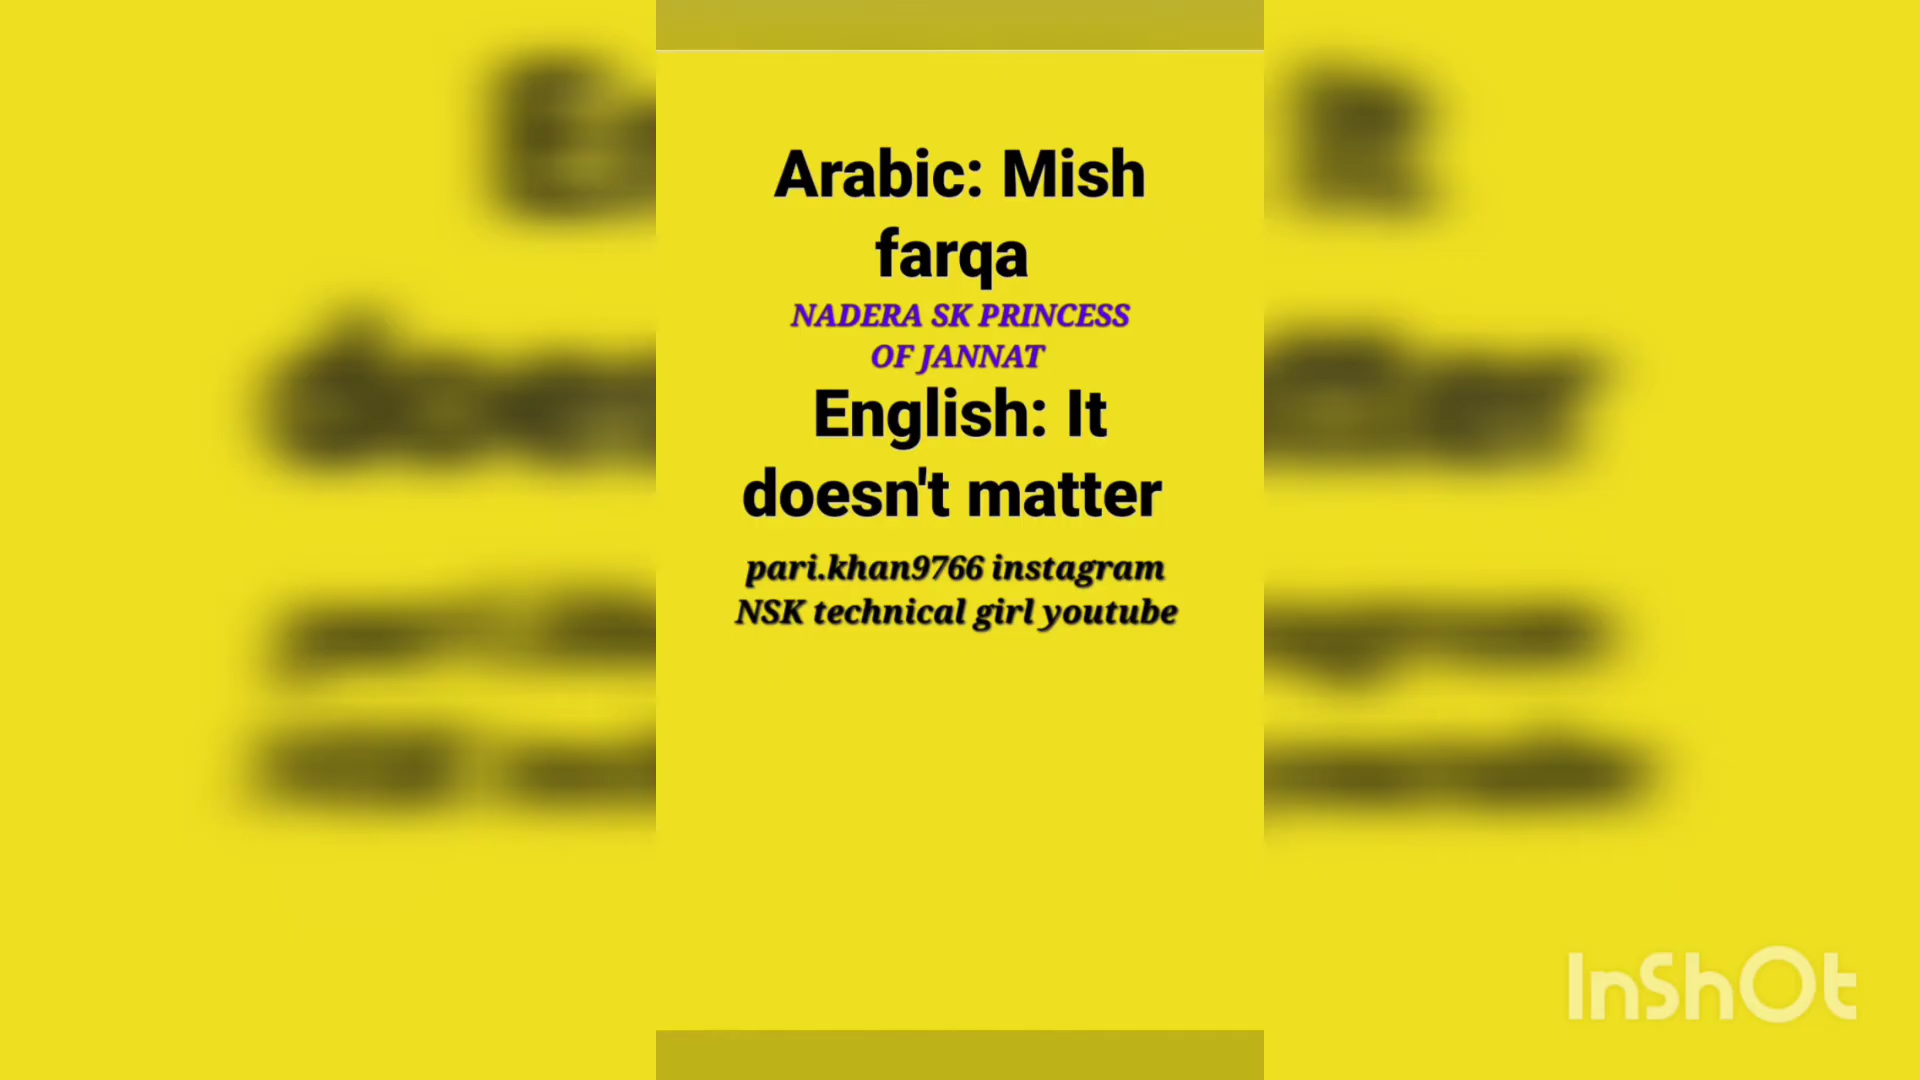 Arabic: Mish
farqa
NADERA SK PRINCESS
OF JANNAT
English: It
doesn't matter
pari.khan9766 instagram
NSK technical girl youtube
InShOt